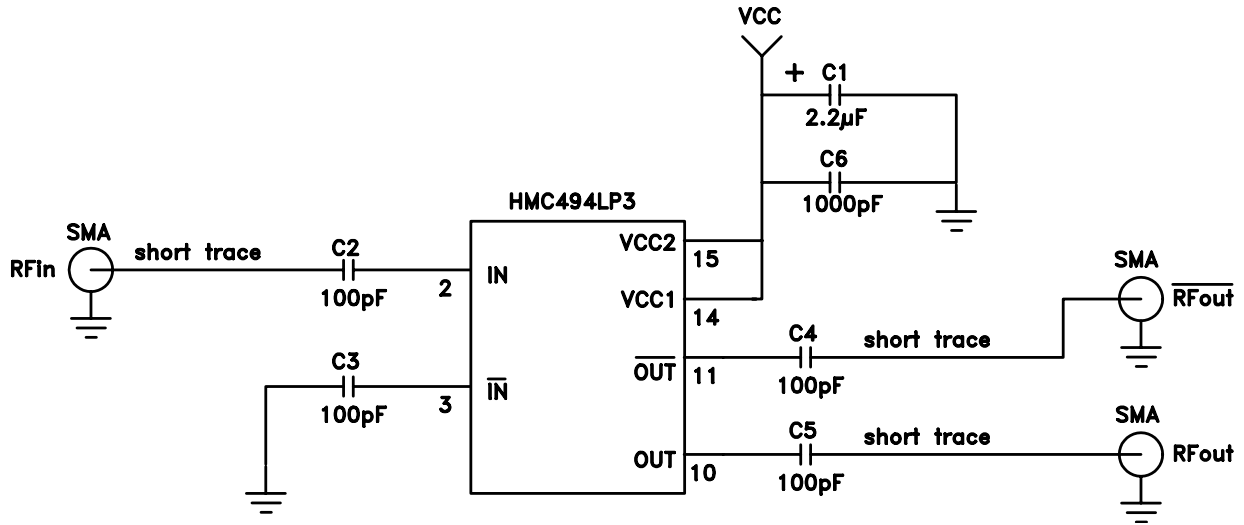 VCC
+ C1
2.2µF
C6
1000pF
HMC494LP3
SMA
RFin
short trace
C2
100pF
2
IN
VCC2
15
VCC1
14
C3
100pF
3
IN
OUT
11
C4
100pF
short trace
SMA
RFout
OUT
10
C5
100pF
short trace
SMA
RFout